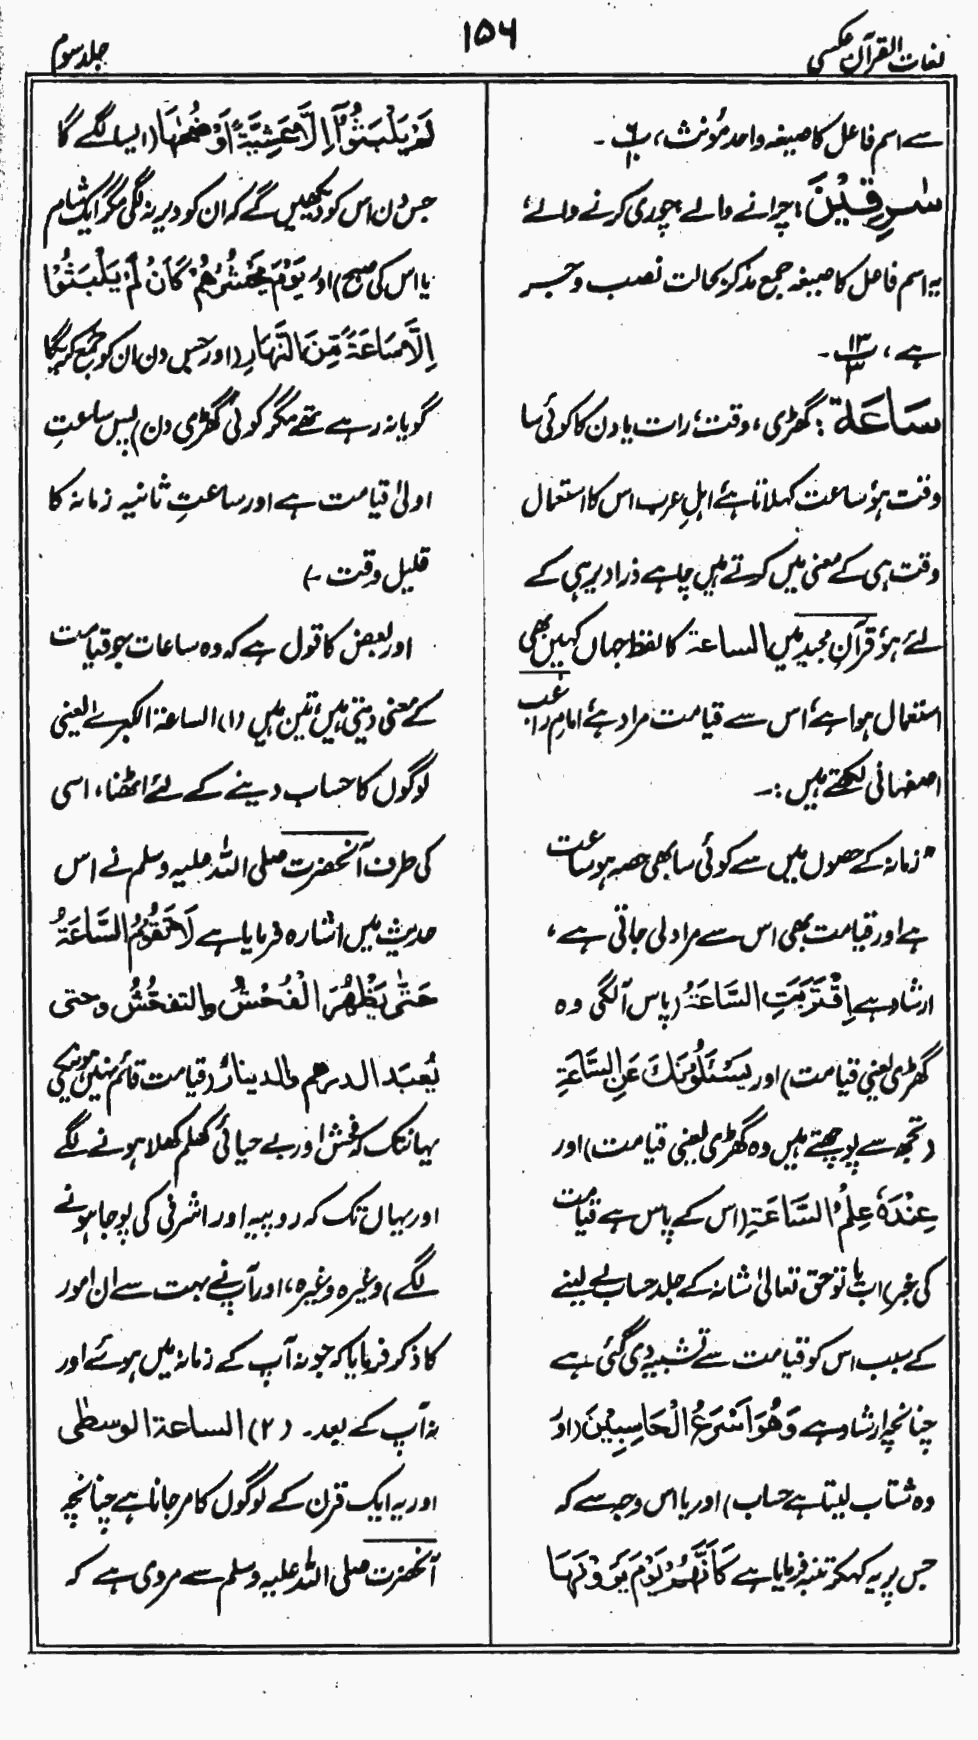 لغات القرآن عکسی
۱۵۶
جلد سوم
سے اسم فاعل کا صیغہ واحد مؤنث،
سٰرِقِیْنَ: چرانے والے، چوری کرنے والے،
یہ اسم فاعل کا صیغہ جمع مذکر بحالت نصب و جر
ہے، ۱۳/۳ ۔
سَاعَة: گھڑی، وقت، رات یا دن کا کوئی سا
وقت ہو ساعت کہلاتا ہے اہلِ عرب اس کا استعمال
وقت ہی کے معنی میں کرتے ہیں چاہے ذرا دیر ہی کے
لئے ہو، قرآن مجید میں الساعة کا لفظ جہاں کہیں بھی
استعمال ہوا ہے، اس سے قیامت مراد ہے، امام راغب
اصفہانی لکھتے ہیں:۔
"زمانہ کے حصوں میں سے کوئی سا بھی حصہ ہو ساعت
ہے اور قیامت بھی اس سے مراد لی جاتی ہے،
ارشاد ہے اِقْتَرَبَتِ السَّاعَةُ (پاس آلگی وہ
گھڑی یعنی قیامت) اور یَسْئَلُوْنَكَ عَنِ السَّاعَةِ
(تجھ سے پوچھتے ہیں وہ گھڑی یعنی قیامت) اور
عِنْدَهٗ عِلْمُ السَّاعَةِ (اس کے پاس ہے قیامت
کی خبر) اب یا تو حق تعالیٰ شانہ کے جلد حساب لے لینے
کے سبب اس کو قیامت سے تشبیہ دی گئی ہے
چنانچہ ارشاد ہے وَهُوَ اَسْرَعُ الْحَاسِبِیْنَ (اور
وہ شتاب لیتا ہے حساب) اور یا اس وجہ سے کہ
جس پر یہ کہکر متنبہ فرمایا ہے كَاَنَّهُمْ یَوْمَ یَرَوْنَهَا
لَمْ یَلْبَثُوْا اِلَّا عَشِیَّةً اَوْ ضُحٰهَا (ایسا لگے گا
جس دن اس کو دیکھیں گے کہ ان کو دیر نہ لگی مگر ایک شام
یا اس کی صبح) اور یَوْمَ یَحْشُرُهُمْ كَاَنْ لَّمْ یَلْبَثُوْا
اِلَّا سَاعَةً مِّنَ النَّهَارِ (اور جس دن ان کو جمع کریگا
گویا نہ رہے تھے مگر کوئی گھڑی دن) پس ساعتِ
اولیٰ قیامت ہے اور ساعتِ ثانیہ زمانہ کا
قلیل وقت ۔)
اور بعض کا قول ہے کہ وہ ساعات جو قیامت
کے معنی دیتی ہیں، تین ہیں (۱) الساعة الکبرےٰ یعنی
لوگوں کا حساب دینے کے لئے اٹھنا، اسی
کی طرف آنحضرت صلی اللہ علیہ وسلم نے اس
حدیث میں اشارہ فرمایا ہے لَا تَقُوْمُ السَّاعَةُ
حَتّٰی یَظْهُرَ الْفُحْشُ والتفحُّشُ وحتی
یُعبَدَ الدرهم والدینارُ (قیامت قائم نہیں ہوئیگی
یہانتک کہ فحش اور بے حیائی کھلم کھلا ہونے لگے
اور یہاں تک کہ روپیہ اور اشرفی کی پوجا ہونے
لگے) وغیرہ وغیرہ، اور آپ نے بہت سے ان امور
کا ذکر فرمایا کہ جو نہ آپ کے زمانہ میں ہوئے اور
نہ آپ کے بعد۔ (۲) الساعة الوسطٰی
اور یہ ایک قرن کے لوگوں کا مرجانا ہے چنانچہ
آنحضرت صلی اللہ علیہ وسلم سے مروی ہے کہ